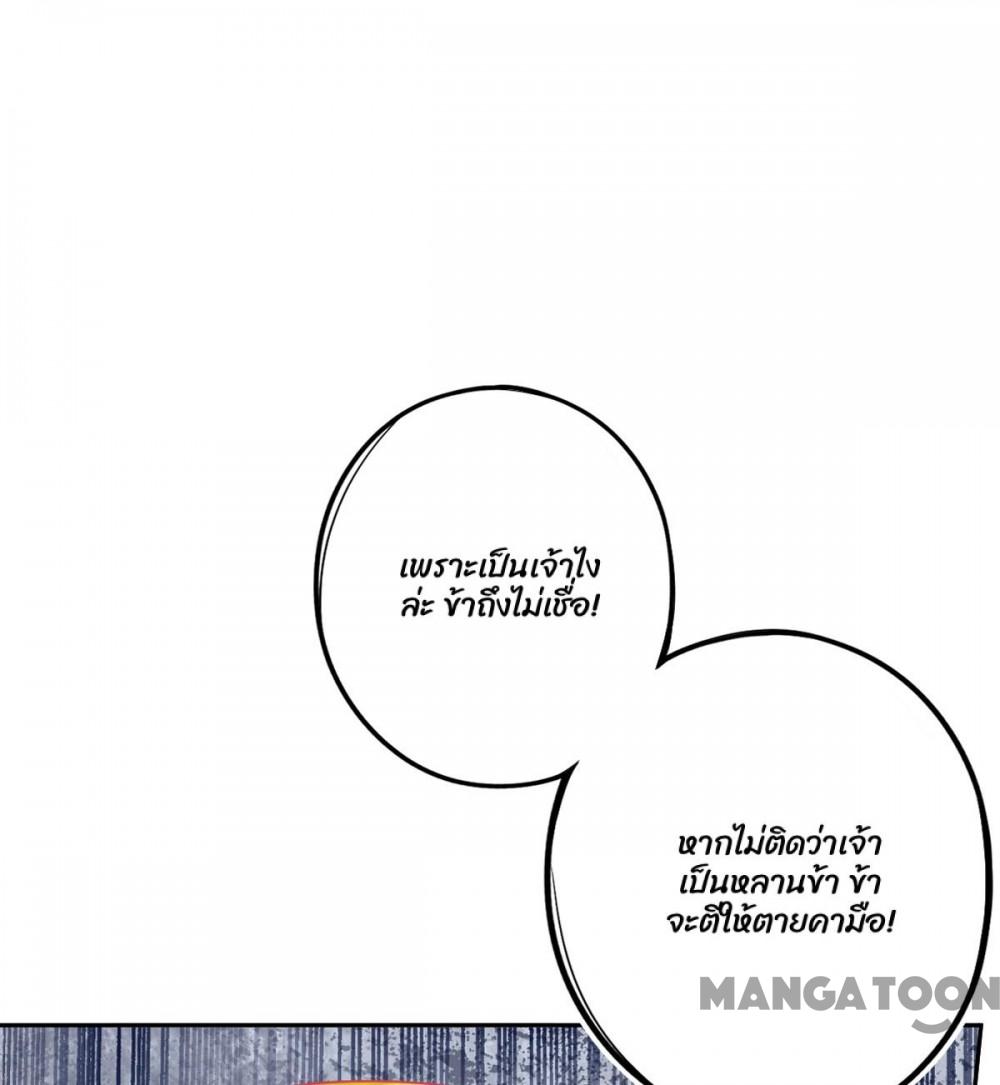 เพราะเป็นเจ้าไง
ล่ะ ข้าถึงไม่เชื่อ!
หากไม่ติดว่าเจ้า
เป็นหลานข้า ข้า
จะตีให้ตายคามือ!
MANGATOON